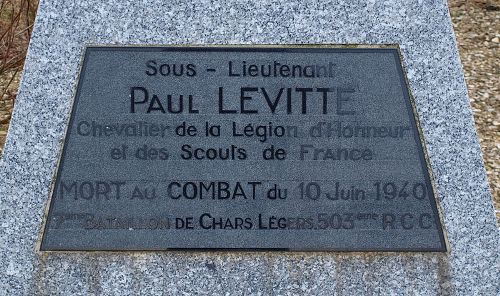 Sous - Lieutenant
PAUL LEVITTE
Chevalier de la Légion d'Honneur
et des Scouts de France
MORT AU COMBAT du 10 Juin 1940
7ème BATAILLON DE CHARS LÉGERS.503ème R.C.C.